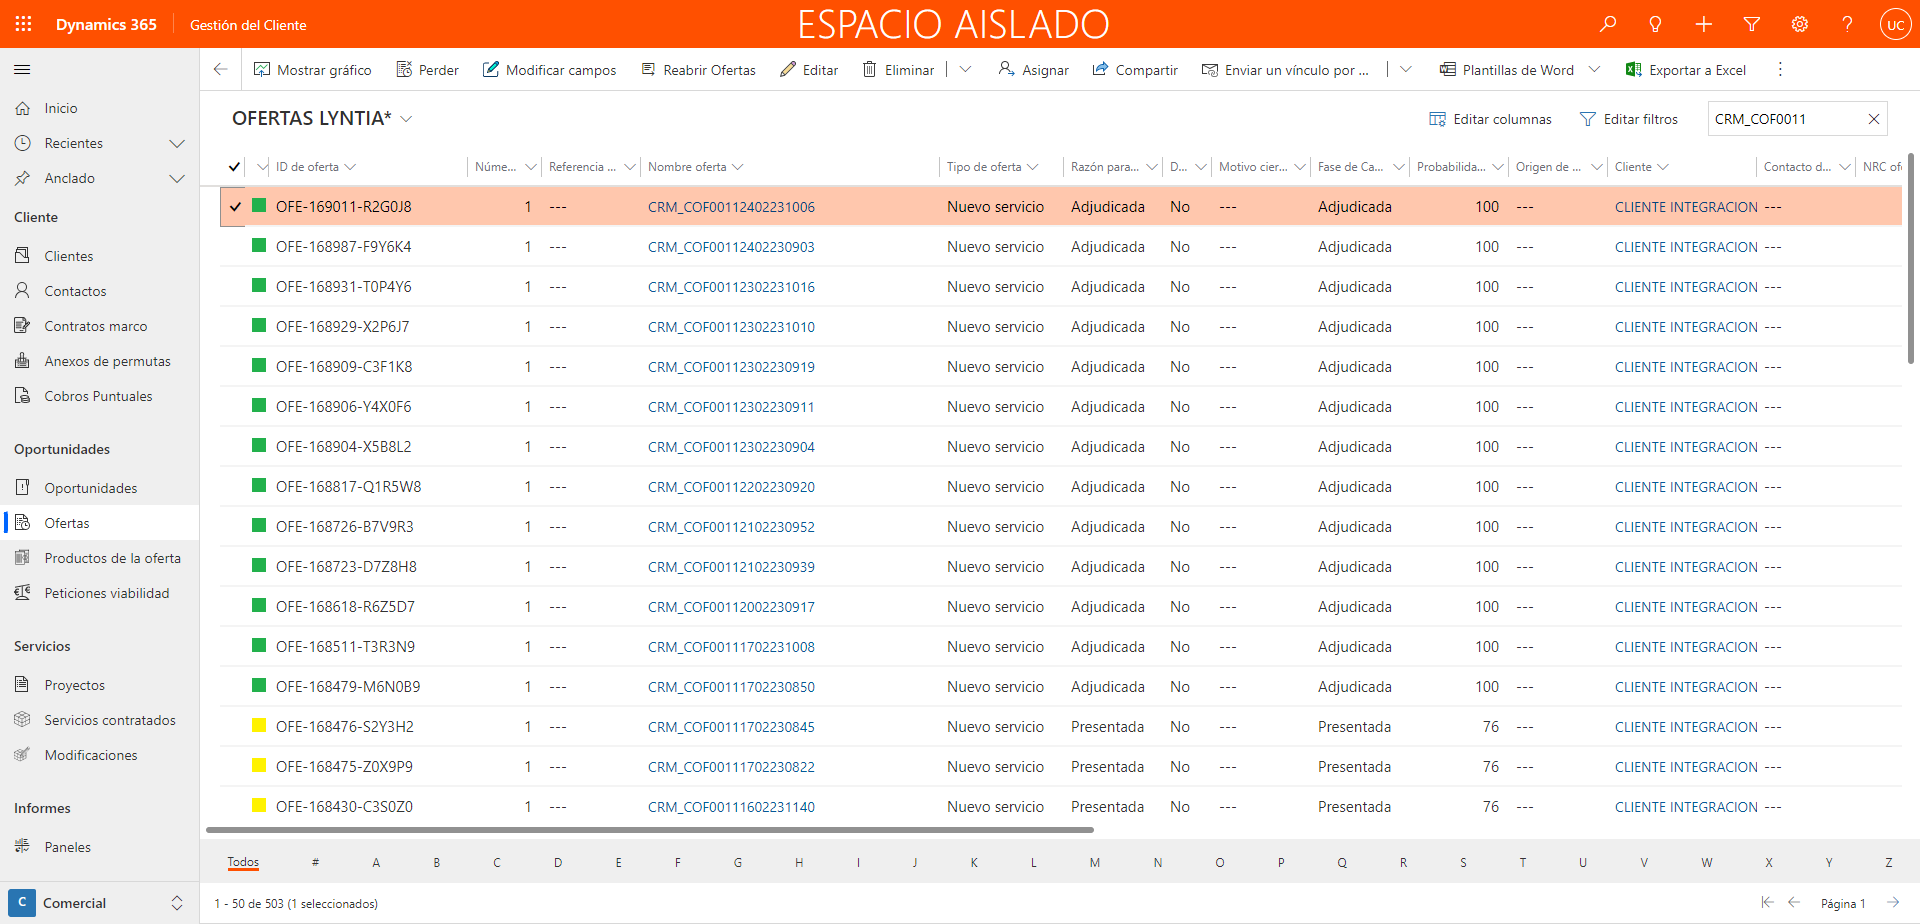 Dynamics 365 Gestión del Cliente ESPACIO AISLADO UC
Mostrar gráfico Perder Modificar campos Reabrir Ofertas Editar Eliminar Asignar Compartir Enviar un vínculo por ... Plantillas de Word Exportar a Excel
Inicio
Recientes
Anclado
Cliente
Clientes
Contactos
Contratos marco
Anexos de permutas
Cobros Puntuales
Oportunidades
Oportunidades
Ofertas
Productos de la oferta
Peticiones viabilidad
Servicios
Proyectos
Servicios contratados
Modificaciones
Informes
Paneles
C Comercial
OFERTAS LYNTIA* Editar columnas Editar filtros CRM_COF0011
ID de oferta Núme... Referencia ... Nombre oferta Tipo de oferta Razón para... D... Motivo cier... Fase de Ca... Probabilida... Origen de ... Cliente Contacto d... NRC ofe
OFE-169011-R2G0J8 1 --- CRM_COF00112402231006 Nuevo servicio Adjudicada No --- Adjudicada 100 --- CLIENTE INTEGRACION ---
OFE-168987-F9Y6K4 1 --- CRM_COF00112402230903 Nuevo servicio Adjudicada No --- Adjudicada 100 --- CLIENTE INTEGRACION ---
OFE-168931-T0P4Y6 1 --- CRM_COF00112302231016 Nuevo servicio Adjudicada No --- Adjudicada 100 --- CLIENTE INTEGRACION ---
OFE-168929-X2P6J7 1 --- CRM_COF00112302231010 Nuevo servicio Adjudicada No --- Adjudicada 100 --- CLIENTE INTEGRACION ---
OFE-168909-C3F1K8 1 --- CRM_COF00112302230919 Nuevo servicio Adjudicada No --- Adjudicada 100 --- CLIENTE INTEGRACION ---
OFE-168906-Y4X0F6 1 --- CRM_COF00112302230911 Nuevo servicio Adjudicada No --- Adjudicada 100 --- CLIENTE INTEGRACION ---
OFE-168904-X5B8L2 1 --- CRM_COF00112302230904 Nuevo servicio Adjudicada No --- Adjudicada 100 --- CLIENTE INTEGRACION ---
OFE-168817-Q1R5W8 1 --- CRM_COF00112202230920 Nuevo servicio Adjudicada No --- Adjudicada 100 --- CLIENTE INTEGRACION ---
OFE-168726-B7V9R3 1 --- CRM_COF00112102230952 Nuevo servicio Adjudicada No --- Adjudicada 100 --- CLIENTE INTEGRACION ---
OFE-168723-D7Z8H8 1 --- CRM_COF00112102230939 Nuevo servicio Adjudicada No --- Adjudicada 100 --- CLIENTE INTEGRACION ---
OFE-168618-R6Z5D7 1 --- CRM_COF00112002230917 Nuevo servicio Adjudicada No --- Adjudicada 100 --- CLIENTE INTEGRACION ---
OFE-168511-T3R3N9 1 --- CRM_COF00111702231008 Nuevo servicio Adjudicada No --- Adjudicada 100 --- CLIENTE INTEGRACION ---
OFE-168479-M6N0B9 1 --- CRM_COF00111702230850 Nuevo servicio Adjudicada No --- Adjudicada 100 --- CLIENTE INTEGRACION ---
OFE-168476-S2Y3H2 1 --- CRM_COF00111702230845 Nuevo servicio Presentada No --- Presentada 76 --- CLIENTE INTEGRACION ---
OFE-168475-Z0X9P9 1 --- CRM_COF00111702230822 Nuevo servicio Presentada No --- Presentada 76 --- CLIENTE INTEGRACION ---
OFE-168430-C3S0Z0 1 --- CRM_COF00111602231140 Nuevo servicio Presentada No --- Presentada 76 --- CLIENTE INTEGRACION ---
Todos # A B C D E F G H I J K L M N O P Q R S T U V W X Y Z
1 - 50 de 503 (1 seleccionados) Página 1